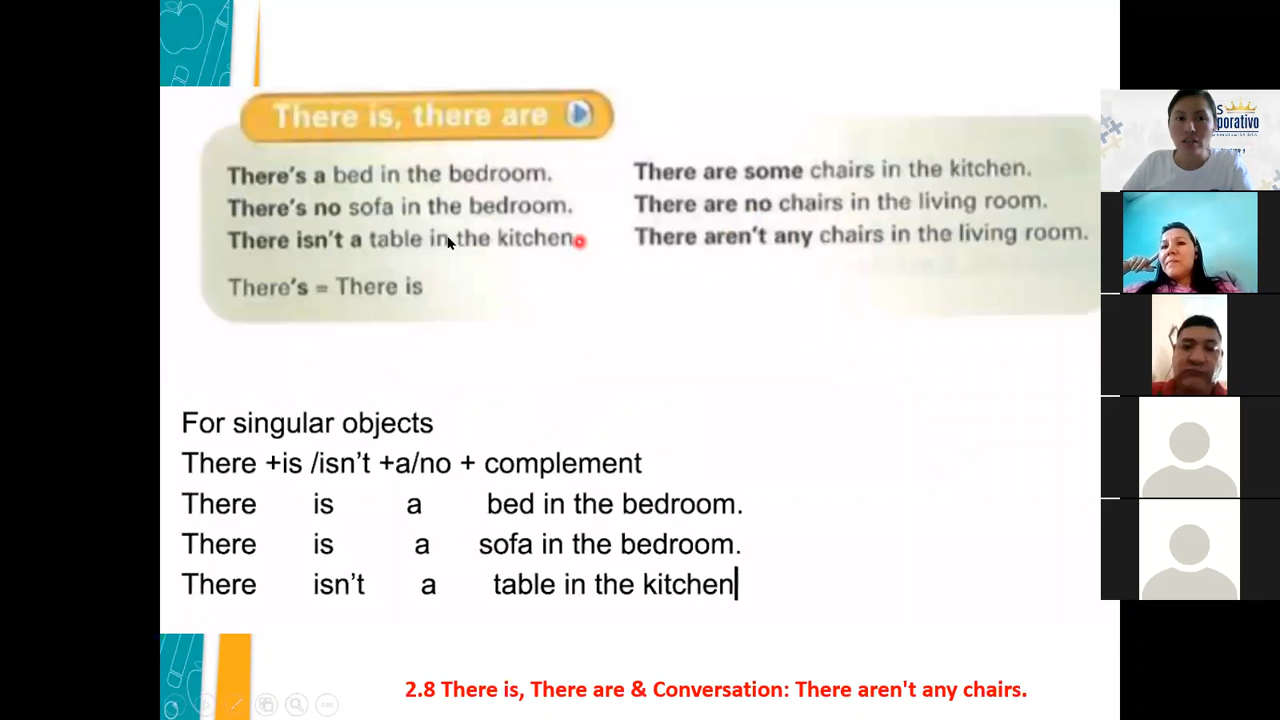 There is, there are
There's a bed in the bedroom.
There's no sofa in the bedroom.
There isn't a table in the kitchen
There's = There is
There are some chairs in the kitchen.
There are no chairs in the living room.
There aren't any chairs in the living room.
For singular objects
There +is /isn't +a/no + complement
There is a bed in the bedroom.
There is a sofa in the bedroom.
There isn't a table in the kitchen
2.8 There is, There are & Conversation: There aren't any chairs.
S
porativo